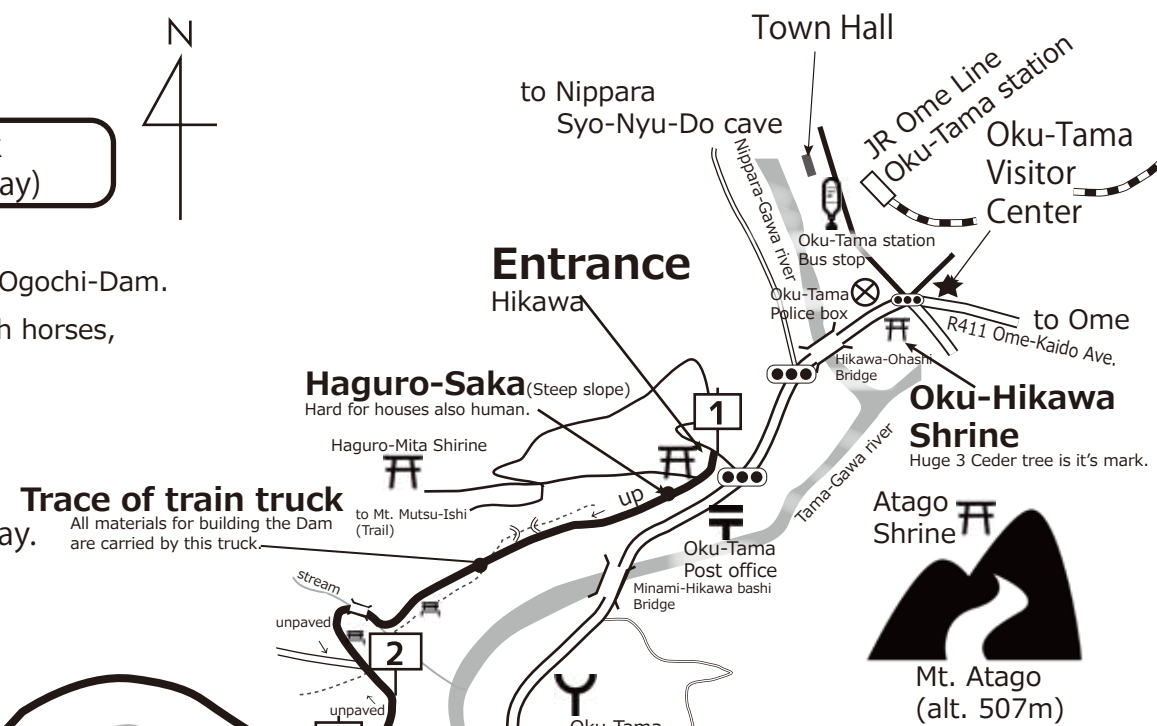 N
Town Hall
to Nippara
Syo-Nyu-Do cave
JR Ome Line
Oku-Tama station
Oku-Tama
Visitor
Center
ay)
Nippara-Gawa river
Oku-Tama station
Bus stop
Oku-Tama
Police box
Entrance
Hikawa
Ogochi-Dam.
horses,
to Ome
R411 Ome-Kaido Ave.
Hikawa-Ohashi
Bridge
Haguro-Saka(Steep slope)
Hard for houses also human.
1
Oku-Hikawa
Shrine
Huge 3 Ceder tree is it's mark.
Haguro-Mita Shirine
Tama-Gawa river
Trace of train truck
All materials for building the Dam
are carried by this truck.
ay.
to Mt. Mutsu-Ishi
(Trail)
up
Atago
Shrine
Oku-Tama
Post office
Minami-Hikawa bashi
Bridge
stream
unpaved
2
unpaved
Mt. Atago
(alt. 507m)
Oku-Tama